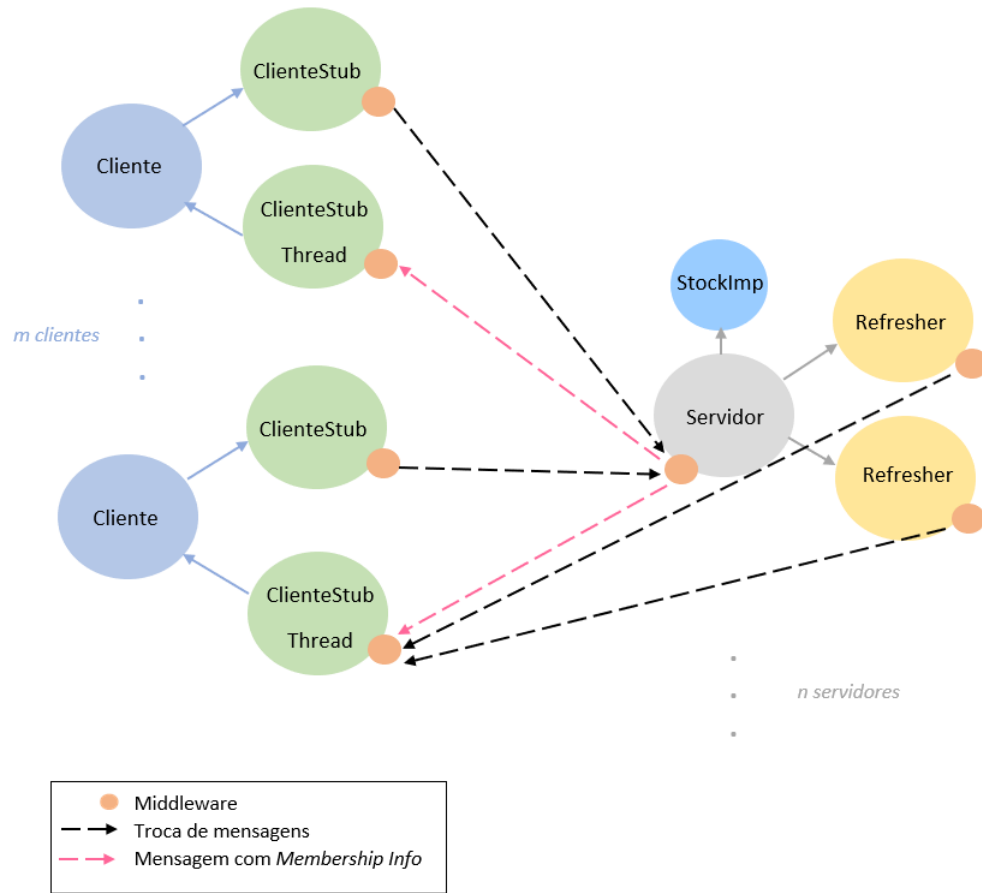 ClienteStub
Cliente
ClienteStub
Thread
StockImp
Refresher
m clientes
Servidor
ClienteStub
Refresher
Cliente
ClienteStub
Thread
n servidores
Middleware
Troca de mensagens
Mensagem com Membership Info